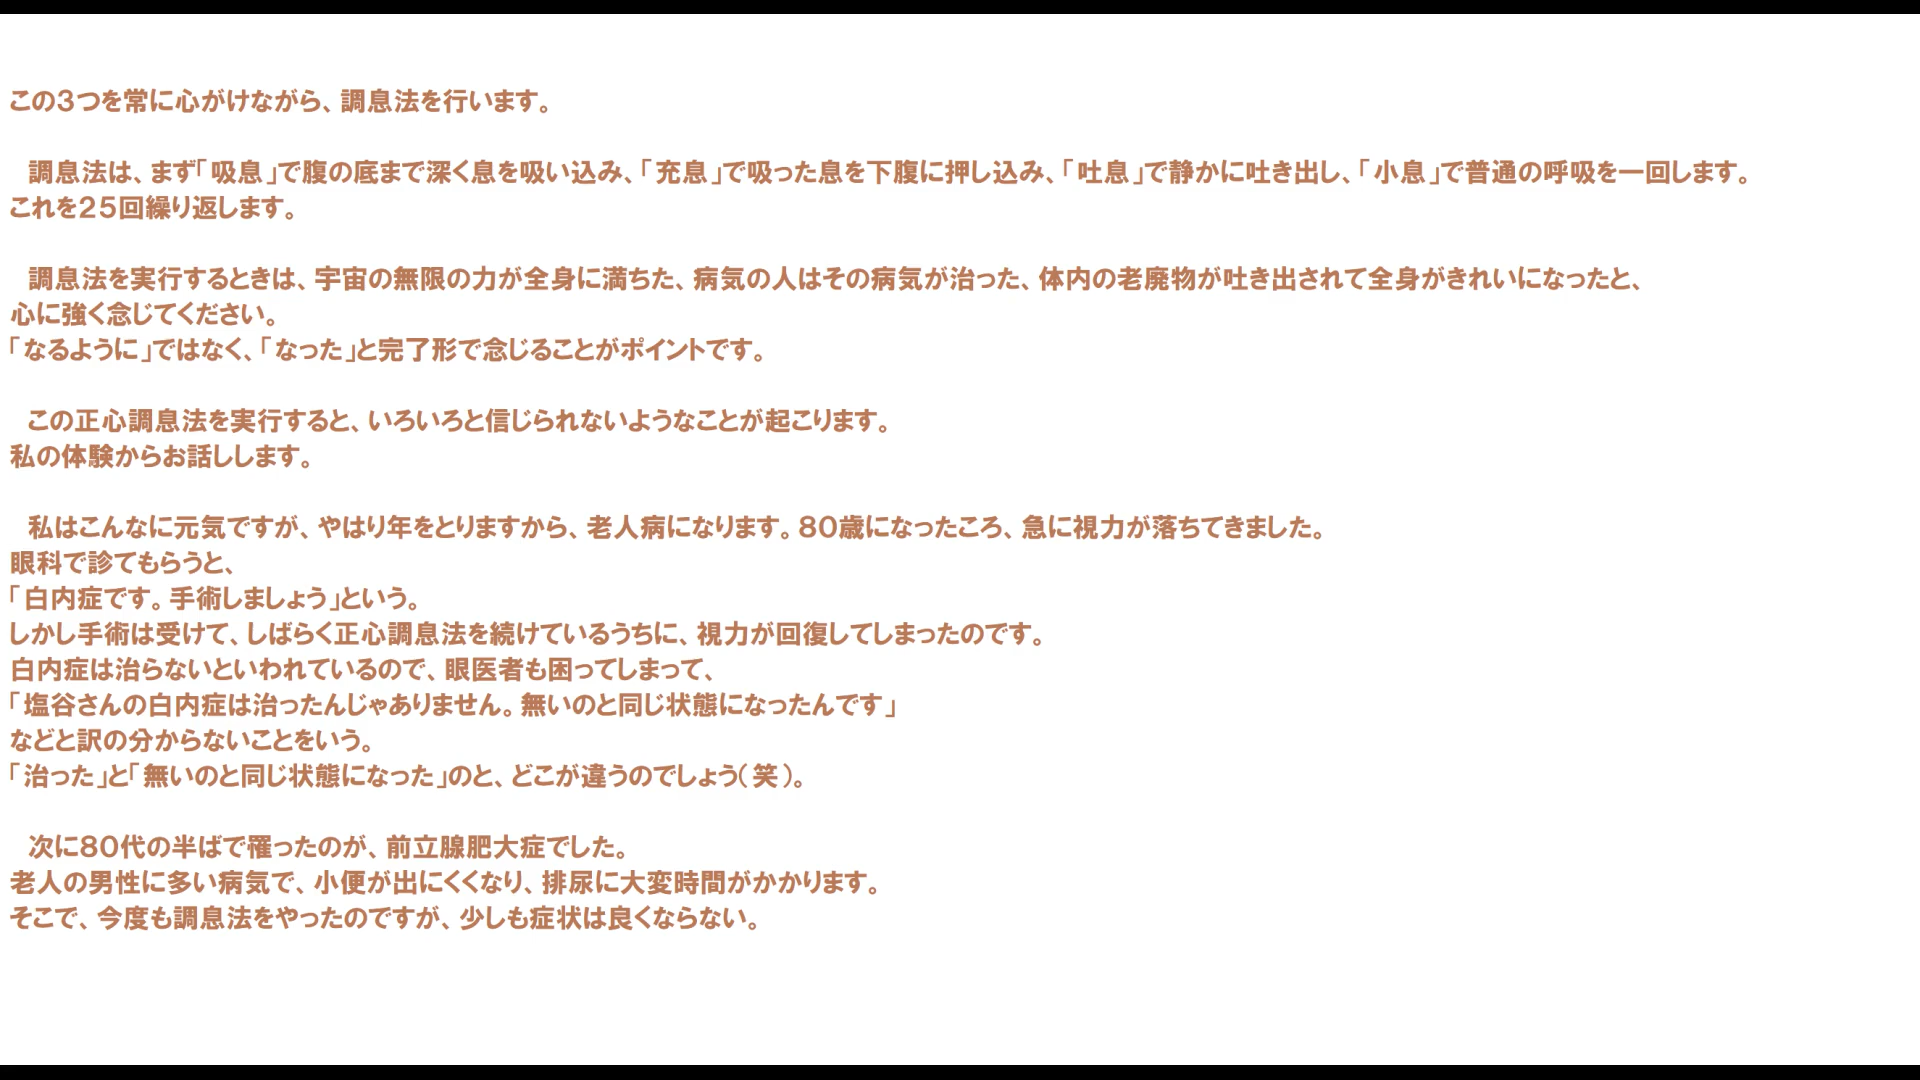 この3つを常に心がけながら、調息法を行います。
調息法は、まず「吸息」で腹の底まで深く息を吸い込み、「充息」で吸った息を下腹に押し込み、「吐息」で静かに吐き出し、「小息」で普通の呼吸を一回します。
これを25回繰り返します。
調息法を実行するときは、宇宙の無限の力が全身に満ちた、病気の人はその病気が治った、体内の老廃物が吐き出されて全身がきれいになったと、
心に強く念じてください。
「なるように」ではなく、「なった」と完了形で念じることがポイントです。
この正心調息法を実行すると、いろいろと信じられないようなことが起こります。
私の体験からお話しします。
私はこんなに元気ですが、やはり年をとりますから、老人病になります。80歳になったころ、急に視力が落ちてきました。
眼科で診てもらうと、
「白内症です。手術しましょう」という。
しかし手術は受けて、しばらく正心調息法を続けているうちに、視力が回復してしまったのです。
白内症は治らないといわれているので、眼医者も困ってしまって、
「塩谷さんの白内症は治ったんじゃありません。無いのと同じ状態になったんです」
などと訳の分からないことをいう。
「治った」と「無いのと同じ状態になった」のと、どこが違うのでしょう(笑)。
次に80代の半ばで罹ったのが、前立腺肥大症でした。
老人の男性に多い病気で、小便が出にくくなり、排尿に大変時間がかかります。
そこで、今度も調息法をやったのですが、少しも症状は良くならない。